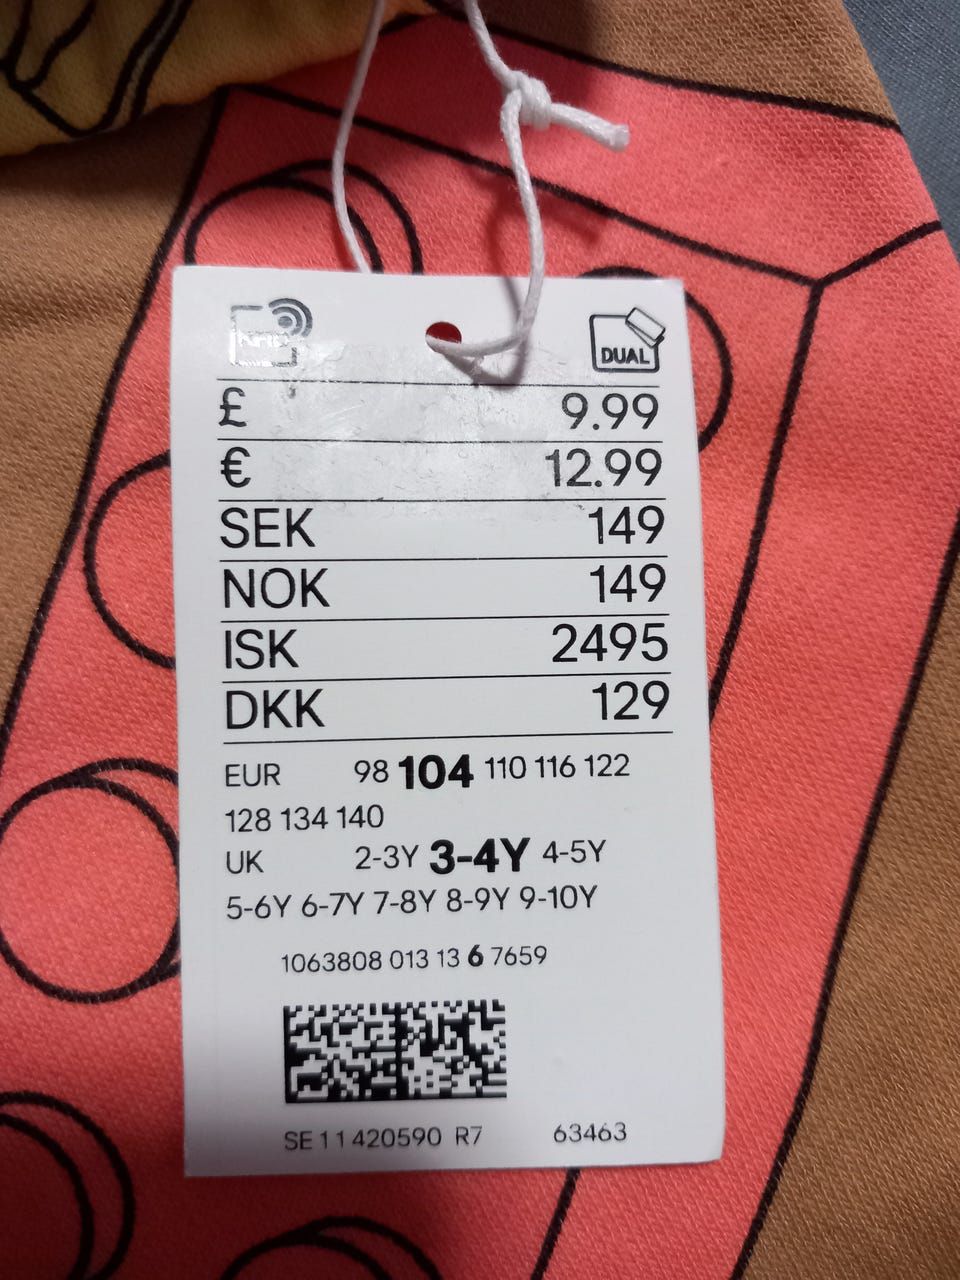 RFID
DUAL
£ 9.99
€ 12.99
SEK 149
NOK 149
ISK 2495
DKK 129
EUR 98 104 110 116 122
128 134 140
UK 2-3Y 3-4Y 4-5Y
5-6Y 6-7Y 7-8Y 8-9Y 9-10Y
1063808 013 13 6 7659
SE 11420590 R7 63463